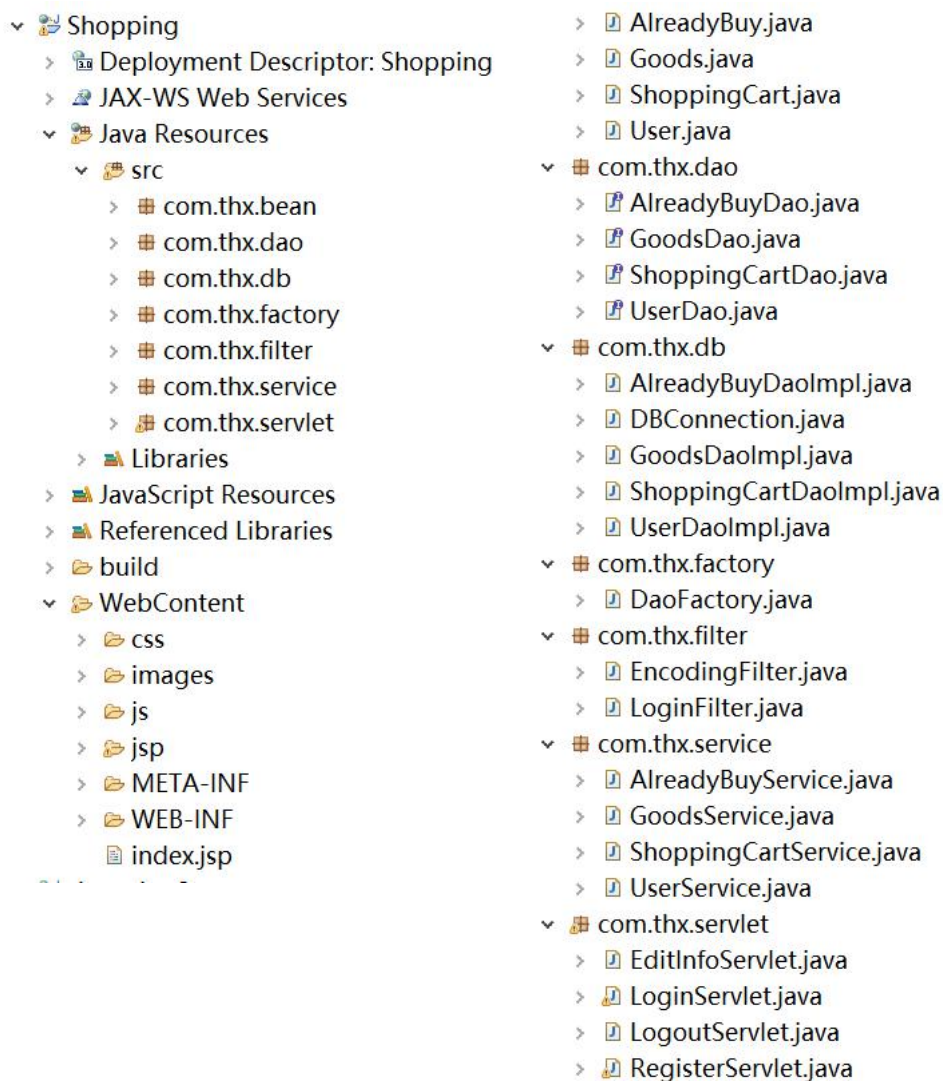 Shopping
Deployment Descriptor: Shopping
JAX-WS Web Services
Java Resources
src
com.thx.bean
com.thx.dao
com.thx.db
com.thx.factory
com.thx.filter
com.thx.service
com.thx.servlet
Libraries
JavaScript Resources
Referenced Libraries
build
WebContent
css
images
js
jsp
META-INF
WEB-INF
index.jsp
AlreadyBuy.java
Goods.java
ShoppingCart.java
User.java
com.thx.dao
AlreadyBuyDao.java
GoodsDao.java
ShoppingCartDao.java
UserDao.java
com.thx.db
AlreadyBuyDaoImpl.java
DBConnection.java
GoodsDaoImpl.java
ShoppingCartDaoImpl.java
UserDaoImpl.java
com.thx.factory
DaoFactory.java
com.thx.filter
EncodingFilter.java
LoginFilter.java
com.thx.service
AlreadyBuyService.java
GoodsService.java
ShoppingCartService.java
UserService.java
com.thx.servlet
EditInfoServlet.java
LoginServlet.java
LogoutServlet.java
RegisterServlet.java